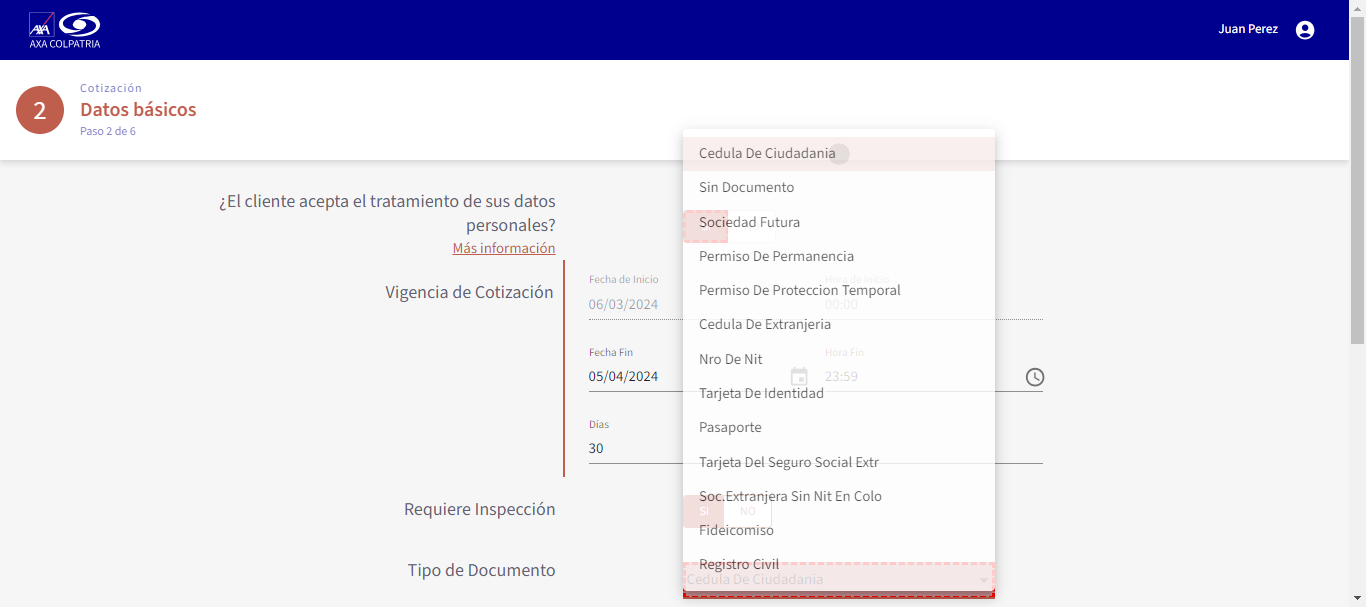 AXA
AXA COLPATRIA
Juan Perez
2
Cotización
Datos básicos
Paso 2 de 6
¿El cliente acepta el tratamiento de sus datos
personales?
Más información
Vigencia de Cotización
Fecha de Inicio
06/03/2024
Hora de Inicio
00:00
Fecha Fin
05/04/2024
Hora Fin
23:59
Días
30
Requiere Inspección
SI
NO
Tipo de Documento
Cedula De Ciudadania
Cedula De Ciudadania
Sin Documento
Sociedad Futura
Permiso De Permanencia
Permiso De Proteccion Temporal
Cedula De Extranjeria
Nro De Nit
Tarjeta De Identidad
Pasaporte
Tarjeta Del Seguro Social Extr
Soc.Extranjera Sin Nit En Colo
Fideicomiso
Registro Civil